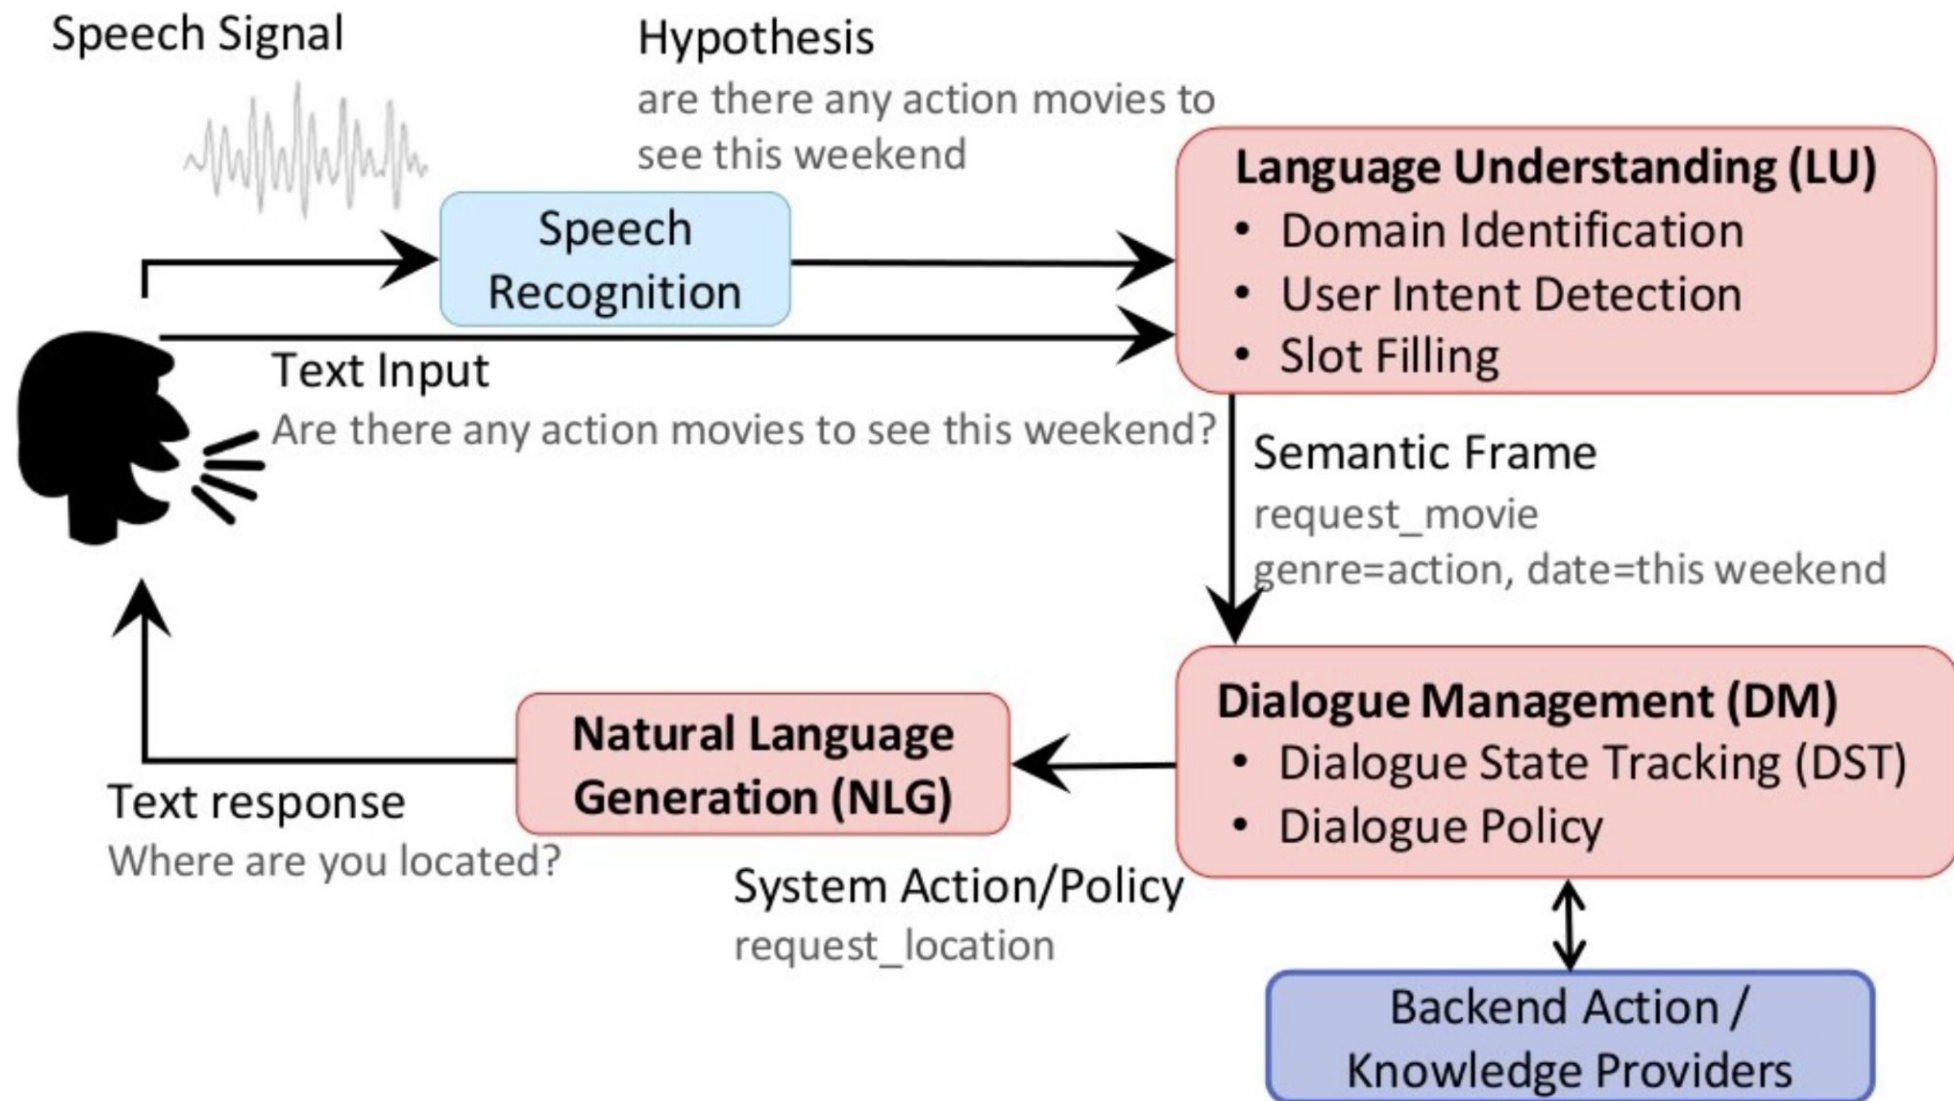 Speech Signal
Hypothesis
are there any action movies to
see this weekend
Speech
Recognition
Language Understanding (LU)
• Domain Identification
• User Intent Detection
• Slot Filling
Text Input
Are there any action movies to see this weekend?
Semantic Frame
request_movie
genre=action, date=this weekend
Dialogue Management (DM)
• Dialogue State Tracking (DST)
• Dialogue Policy
Natural Language
Generation (NLG)
Text response
Where are you located?
System Action/Policy
request_location
Backend Action /
Knowledge Providers